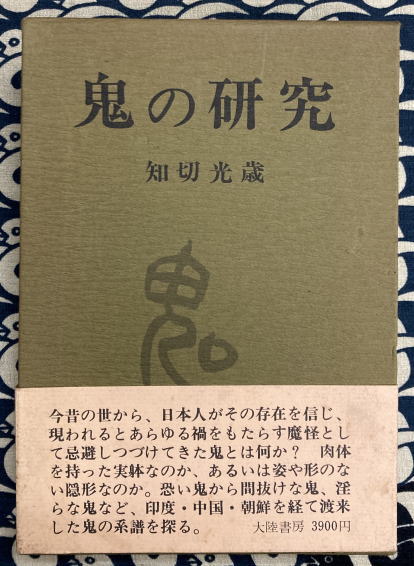 鬼の研究
知切光歳
鬼
今昔の世から、日本人がその存在を信じ、
現われるとあらゆる禍をもたらす魔怪とし
て忌避しつづけてきた鬼とは何か？　肉体
を持った実躰なのか、あるいは姿や形のな
い隠形なのか。恐い鬼から間抜けな鬼、淫
らな鬼など、印度・中国・朝鮮を経て渡米
した鬼の系譜を探る。　大陸書房 3900円